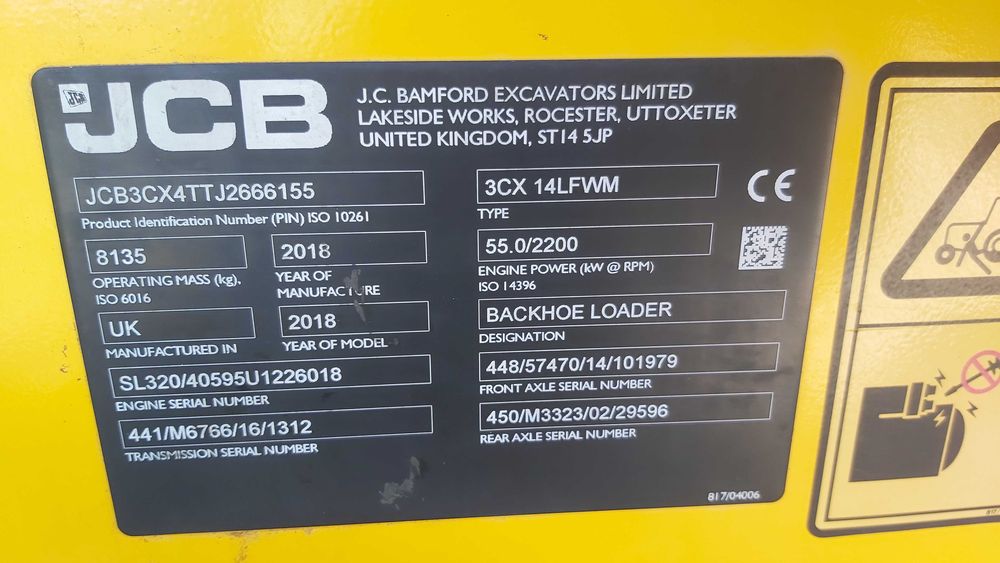 JCB
J.C. BAMFORD EXCAVATORS LIMITED
LAKESIDE WORKS, ROCESTER, UTTOXETER
UNITED KINGDOM, ST14 5JP
JCB3CX4TTJ2666155
Product Identification Number (PIN) ISO 10261
3CX 14LFWM
TYPE
CE
8135
OPERATING MASS (kg),
ISO 6016
2018
YEAR OF
MANUFACTURE
55.0/2200
ENGINE POWER (kW @ RPM)
ISO 14396
UK
MANUFACTURED IN
2018
YEAR OF MODEL
BACKHOE LOADER
DESIGNATION
SL320/40595U1226018
ENGINE SERIAL NUMBER
448/57470/14/101979
FRONT AXLE SERIAL NUMBER
441/M6766/16/1312
TRANSMISSION SERIAL NUMBER
450/M3323/02/29596
REAR AXLE SERIAL NUMBER
817/04006